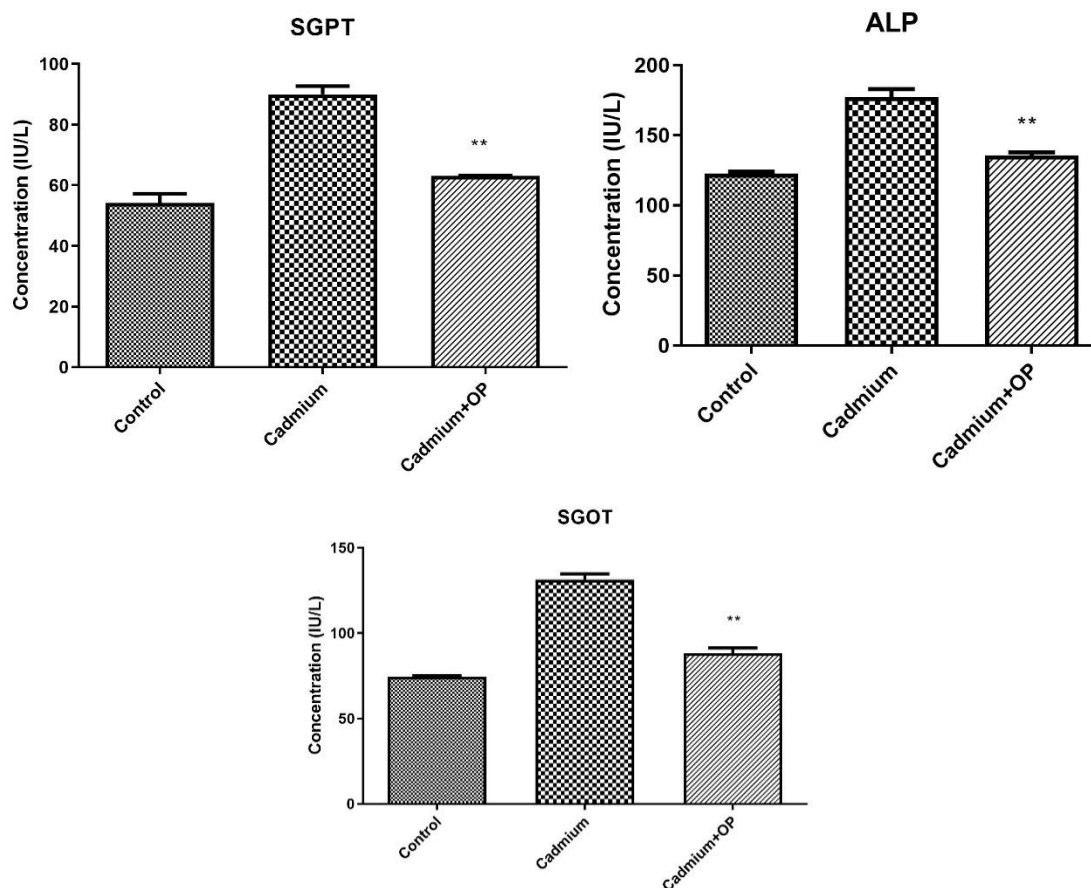 SGPT
Concentration (IU/L)
100
80
60
40
20
0
**
Control
Cadmium
Cadmium+OP
ALP
Concentration (IU/L)
200
150
100
50
0
**
Control
Cadmium
Cadmium+OP
SGOT
Concentration (IU/L)
150
100
50
0
**
Control
Cadmium
Cadmium+OP